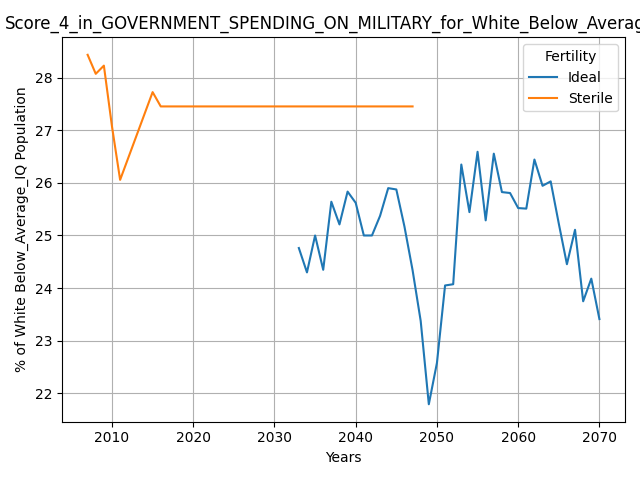 Score_4_in_GOVERNMENT_SPENDING_ON_MILITARY_for_White_Below_Averag
Fertility
Ideal
Sterile
% of White Below_Average_IQ Population
28
27
26
25
24
23
22
2010 2020 2030 2040 2050 2060 2070
Years